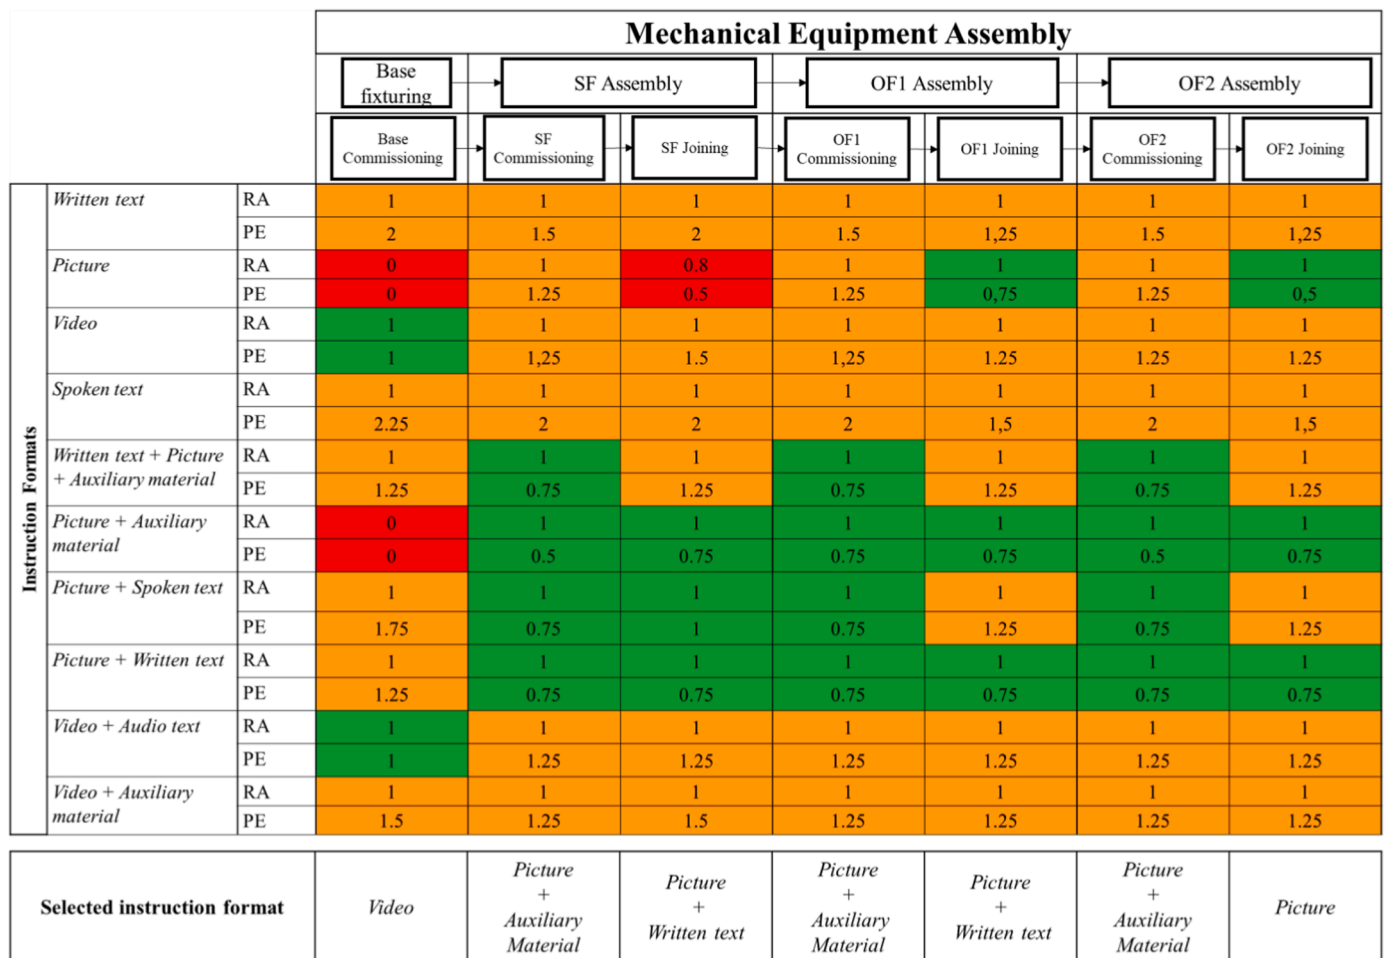 Mechanical Equipment Assembly
Base
fixturing
SF Assembly
OF1 Assembly
OF2 Assembly
Base
Commissioning
SF
Commissioning
SF Joining
OF1
Commissioning
OF1 Joining
OF2
Commissioning
OF2 Joining
Instruction Formats
Written text
RA 1 1 1 1 1 1 1
PE 2 1.5 2 1.5 1,25 1.5 1,25
Picture
RA 0 1 0.8 1 1 1 1
PE 0 1.25 0.5 1.25 0,75 1.25 0,5
Video
RA 1 1 1 1 1 1 1
PE 1 1,25 1.5 1,25 1.25 1.25 1.25
Spoken text
RA 1 1 1 1 1 1 1
PE 2.25 2 2 2 1,5 2 1,5
Written text + Picture
+ Auxiliary material
RA 1 1 1 1 1 1 1
PE 1.25 0.75 1.25 0.75 1.25 0.75 1.25
Picture + Auxiliary
material
RA 0 1 1 1 1 1 1
PE 0 0.5 0.75 0.75 0.75 0.5 0.75
Picture + Spoken text
RA 1 1 1 1 1 1 1
PE 1.75 0.75 1 0.75 1.25 0.75 1.25
Picture + Written text
RA 1 1 1 1 1 1 1
PE 1.25 0.75 0.75 0.75 0.75 0.75 0.75
Video + Audio text
RA 1 1 1 1 1 1 1
PE 1 1.25 1.25 1.25 1.25 1.25 1.25
Video + Auxiliary
material
RA 1 1 1 1 1 1 1
PE 1.5 1.25 1.5 1.25 1.25 1.25 1.25
Selected instruction format
Video
Picture
+
Auxiliary
Material
Picture
+
Written text
Picture
+
Auxiliary
Material
Picture
+
Written text
Picture
+
Auxiliary
Material
Picture